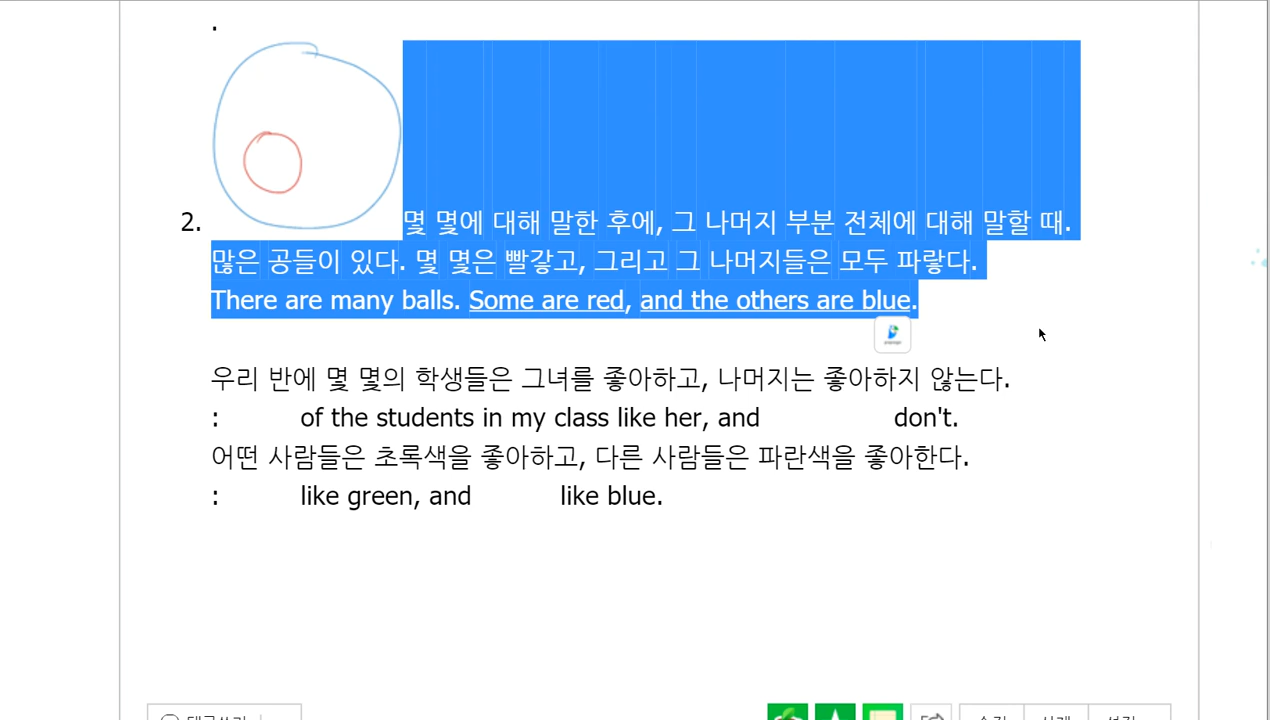 .
2. 몇 몇에 대해 말한 후에, 그 나머지 부분 전체에 대해 말할 때.
많은 공들이 있다. 몇 몇은 빨갛고, 그리고 그 나머지들은 모두 파랗다.
There are many balls. Some are red, and the others are blue.
우리 반에 몇 몇의 학생들은 그녀를 좋아하고, 나머지는 좋아하지 않는다.
: of the students in my class like her, and don't.
어떤 사람들은 초록색을 좋아하고, 다른 사람들은 파란색을 좋아한다.
: like green, and like blue.